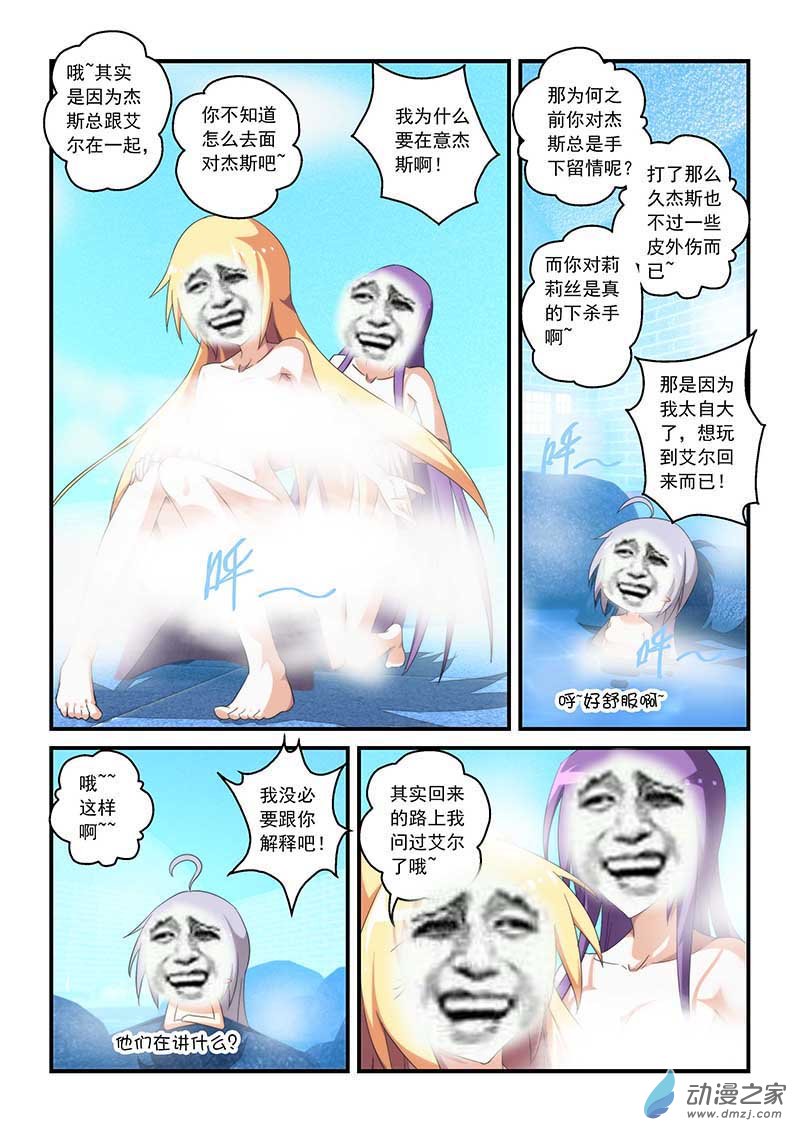 哦~其实
是因为杰
斯总跟艾
尔在一起，
你不知道
怎么去面
对杰斯吧~
我为什么
要在意杰
斯啊！
呼~
那为何之
前你对杰
斯总是手
下留情呢？
打了那么
久杰斯也
不过一些
皮外伤而
已~
而你对莉
莉丝是真
的下杀手
啊~
那是因为
我太自大
了，想玩
到艾尔回
来而已！
呼~
呼~
呼~好舒服啊~
哦~~
这样
啊~~
我没必
要跟你
解释吧！
他们在讲什么？
其实回来
的路上我
问过艾尔
了哦~
动漫之家
www.dmzj.com